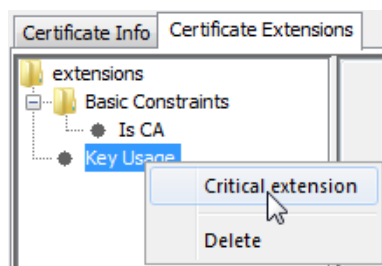 Certificate Info Certificate Extensions
extensions
Basic Constraints
Is CA
Key Usage
Critical extension
Delete